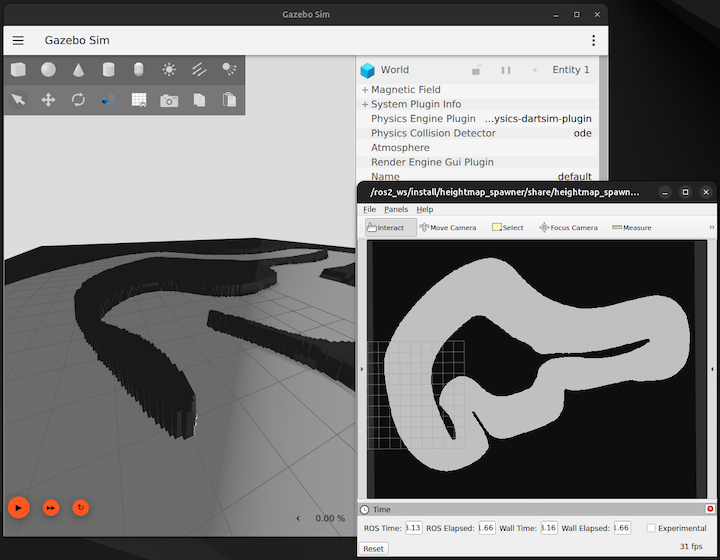 Gazebo Sim
Gazebo Sim
World Entity 1
Magnetic Field
System Plugin Info
Physics Engine Plugin ...ysics-dartsim-plugin
Physics Collision Detector ode
Atmosphere
Render Engine Gui Plugin
Name default
/ros2_ws/install/heightmap_spawner/share/heightmap_spawn...
File Panels Help
Interact Move Camera Select Focus Camera Measure
0.00 %
Time
ROS Time: 3.13 ROS Elapsed: 1.66 Wall Time: 3.16 Wall Elapsed: 1.66 Experimental
Reset 31 fps